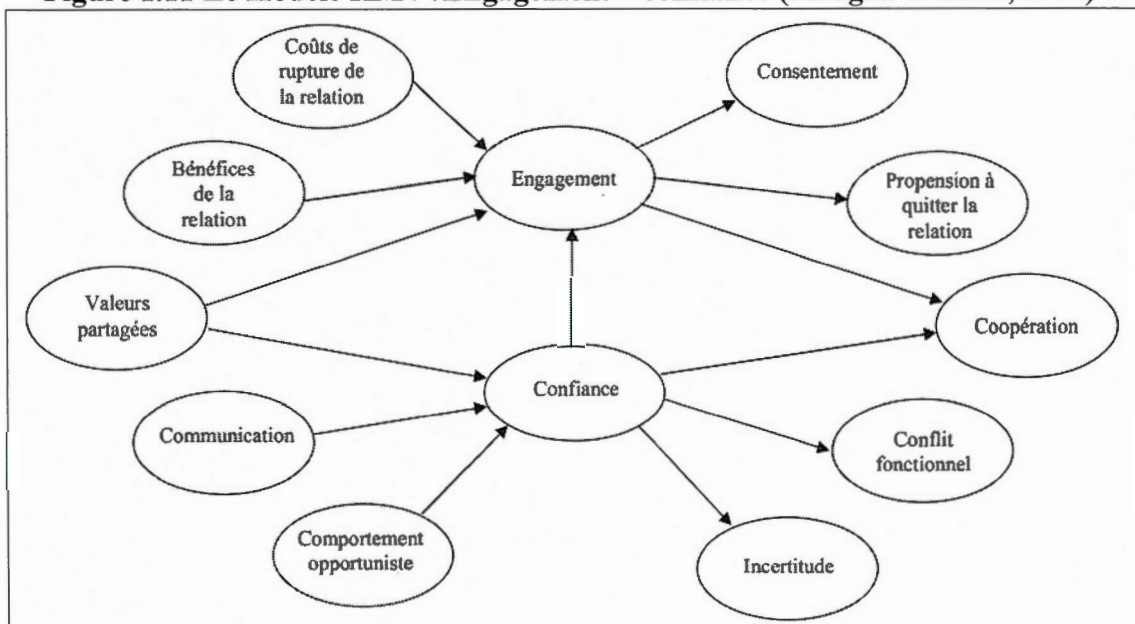 Coûts de
rupture de
la relation
Consentement
Bénéfices
de la
relation
Engagement
Propension à
quitter la
relation
Valeurs
partagées
Coopération
Confiance
Communication
Conflit
fonctionnel
Comportement
opportuniste
Incertitude